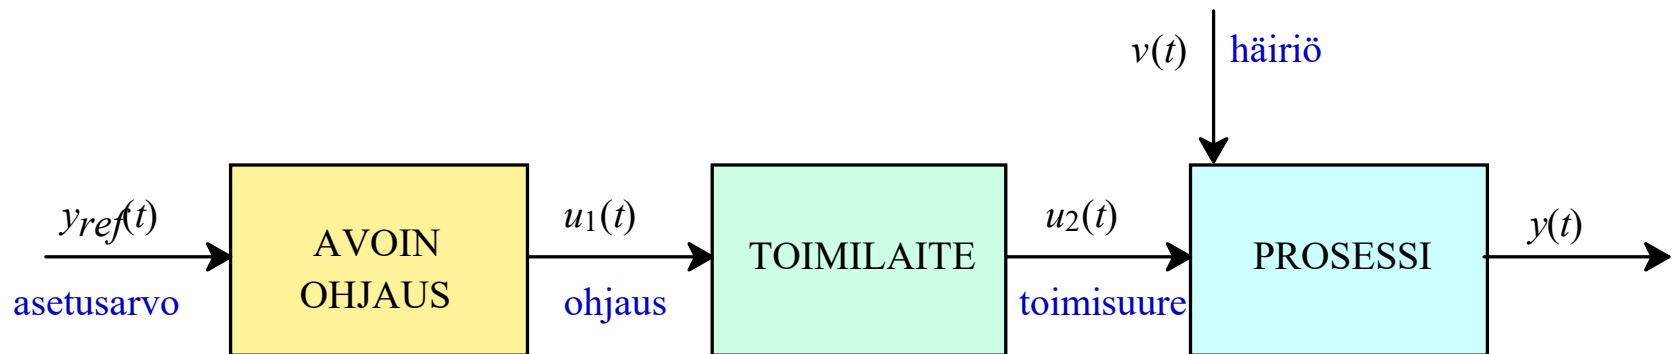 v(t) häiriö
yref(t)
asetusarvo
AVOIN
OHJAUS
u1(t)
ohjaus
TOIMILAITE
u2(t)
toimisuure
PROSESSI
y(t)